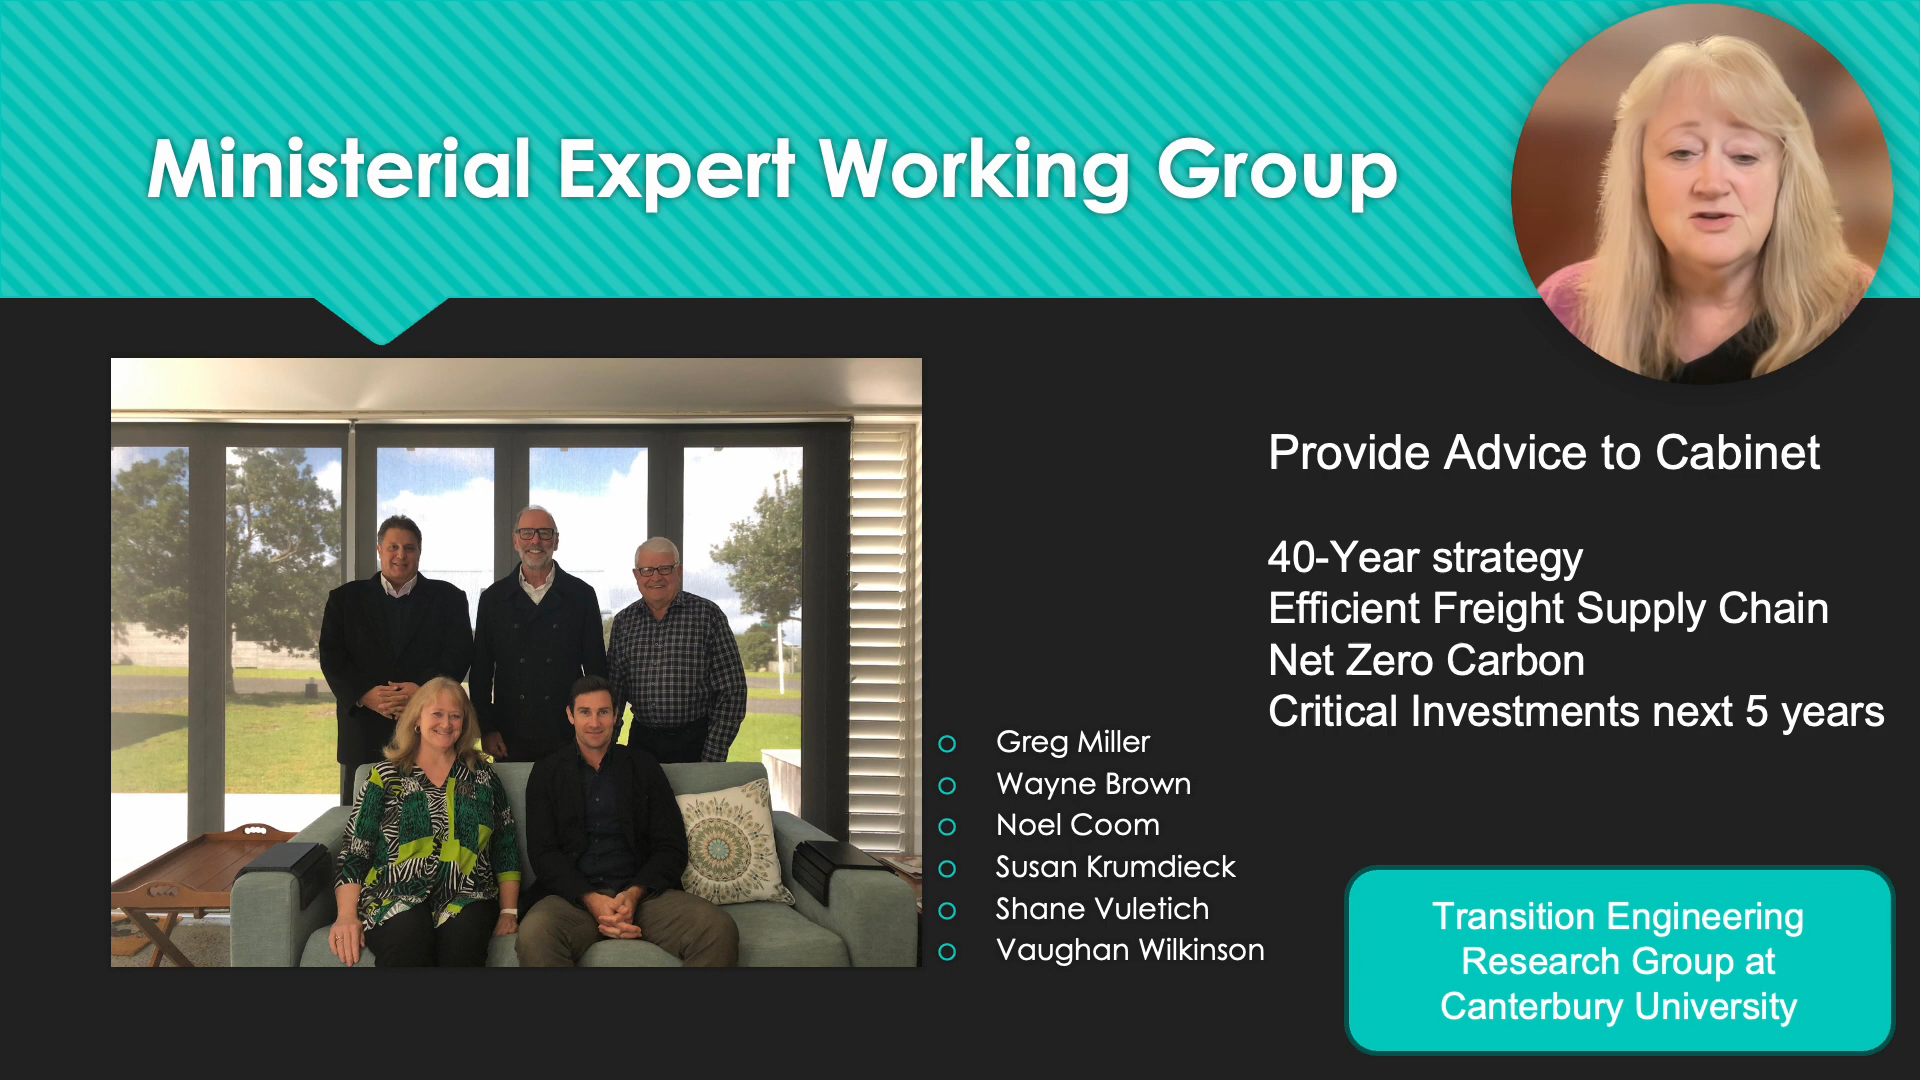 Ministerial Expert Working Group
Greg Miller
Wayne Brown
Noel Coom
Susan Krumdieck
Shane Vuletich
Vaughan Wilkinson
Provide Advice to Cabinet
40-Year strategy
Efficient Freight Supply Chain
Net Zero Carbon
Critical Investments next 5 years
Transition Engineering
Research Group at
Canterbury University